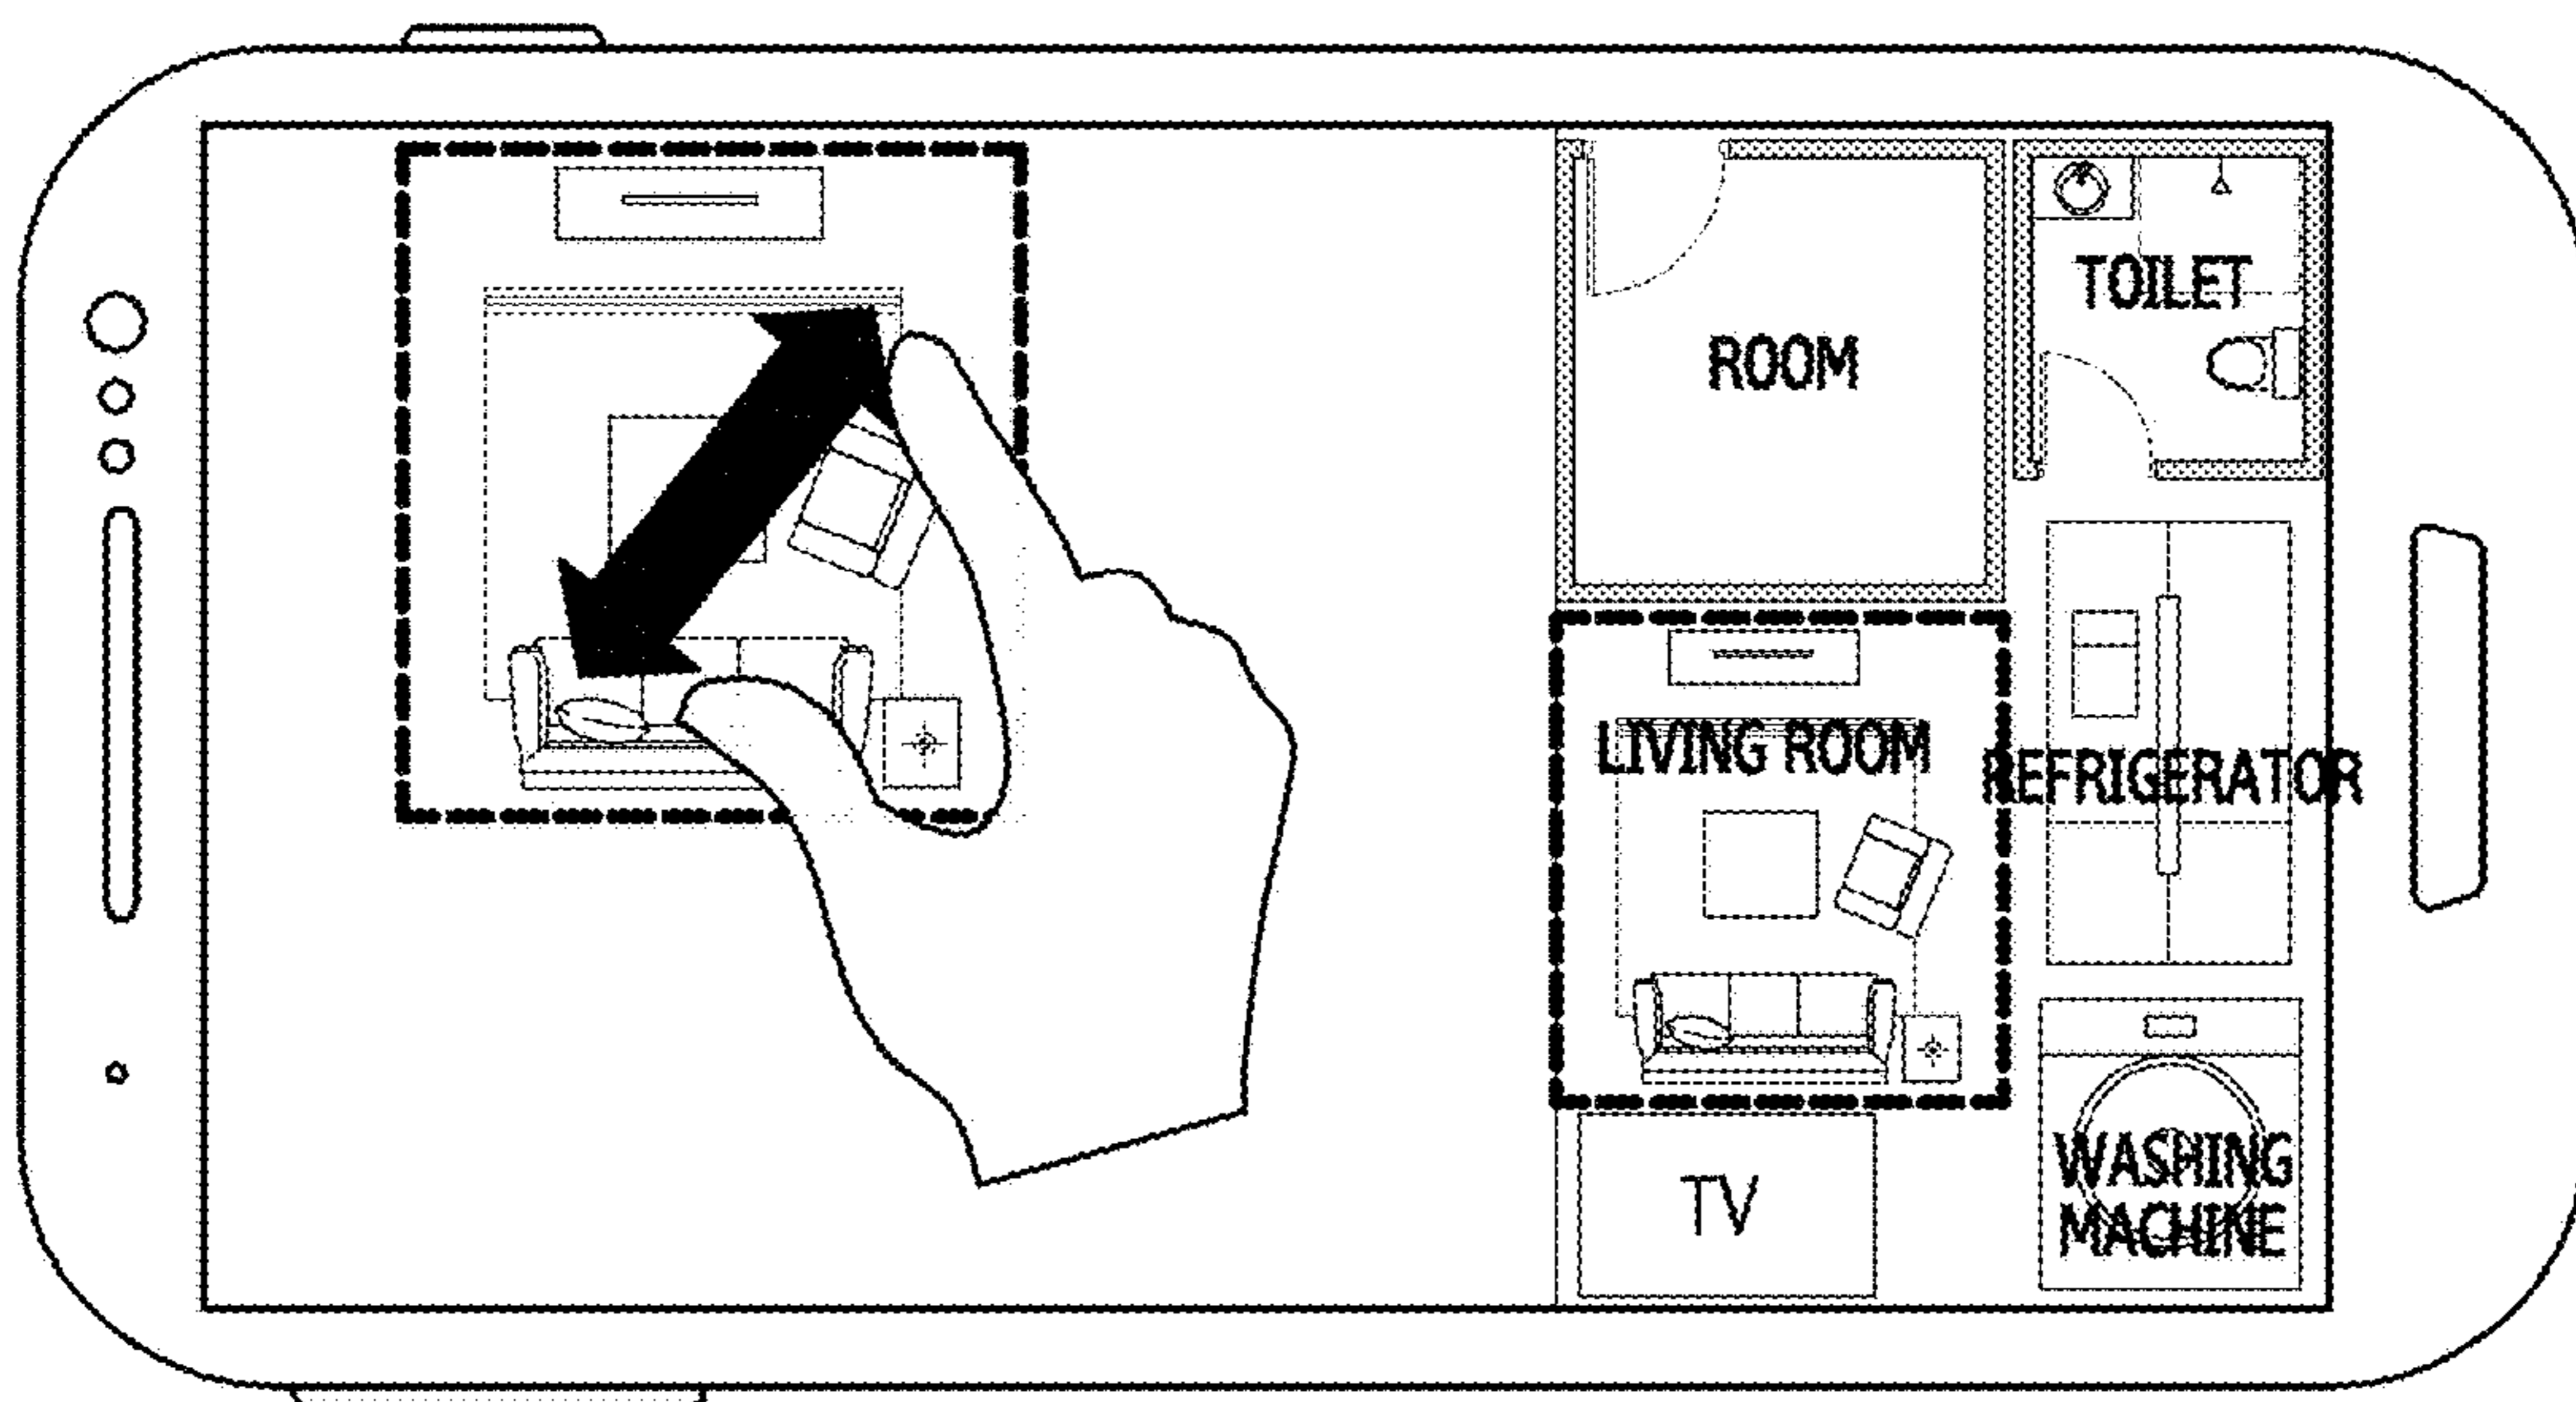 ROOM
TOILET
LIVING ROOM
REFRIGERATOR
TV
WASHING
MACHINE